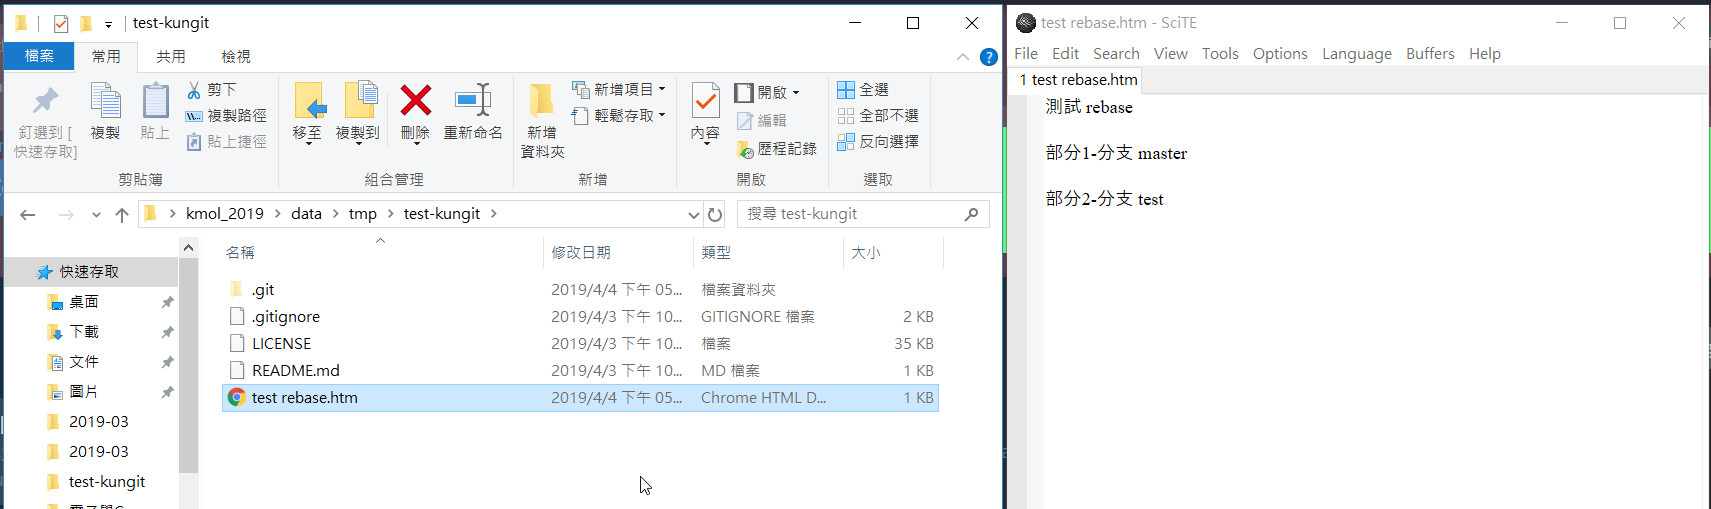 test-kungit
檔案
常用
共用
檢視
釘選到 [
快速存取]
複製
貼上
剪下
複製路徑
貼上捷徑
剪貼簿
移至
複製到
刪除
重新命名
組合管理
新增
資料夾
新增項目
輕鬆存取
新增
內容
開啟
編輯
歷程記錄
開啟
全選
全部不選
反向選擇
選取
kmol_2019 > data > tmp > test-kungit >
搜尋 test-kungit
快速存取
桌面
下載
文件
圖片
2019-03
2019-03
test-kungit
名稱 修改日期 類型 大小
.git 2019/4/4 下午 05... 檔案資料夾
.gitignore 2019/4/3 下午 10... GITIGNORE 檔案 2 KB
LICENSE 2019/4/3 下午 10... 檔案 35 KB
README.md 2019/4/3 下午 10... MD 檔案 1 KB
test rebase.htm 2019/4/4 下午 05... Chrome HTML D... 1 KB
test rebase.htm - SciTE
File Edit Search View Tools Options Language Buffers Help
1 test rebase.htm
測試 rebase
部分1-分支 master
部分2-分支 test